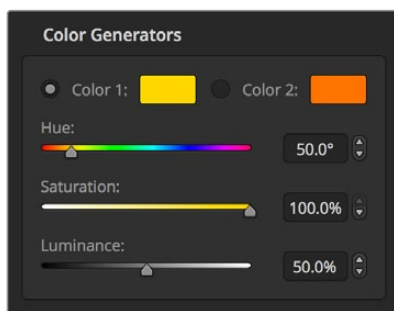 Color Generators
Color 1: Color 2:
Hue:
50.0°
Saturation:
100.0%
Luminance:
50.0%